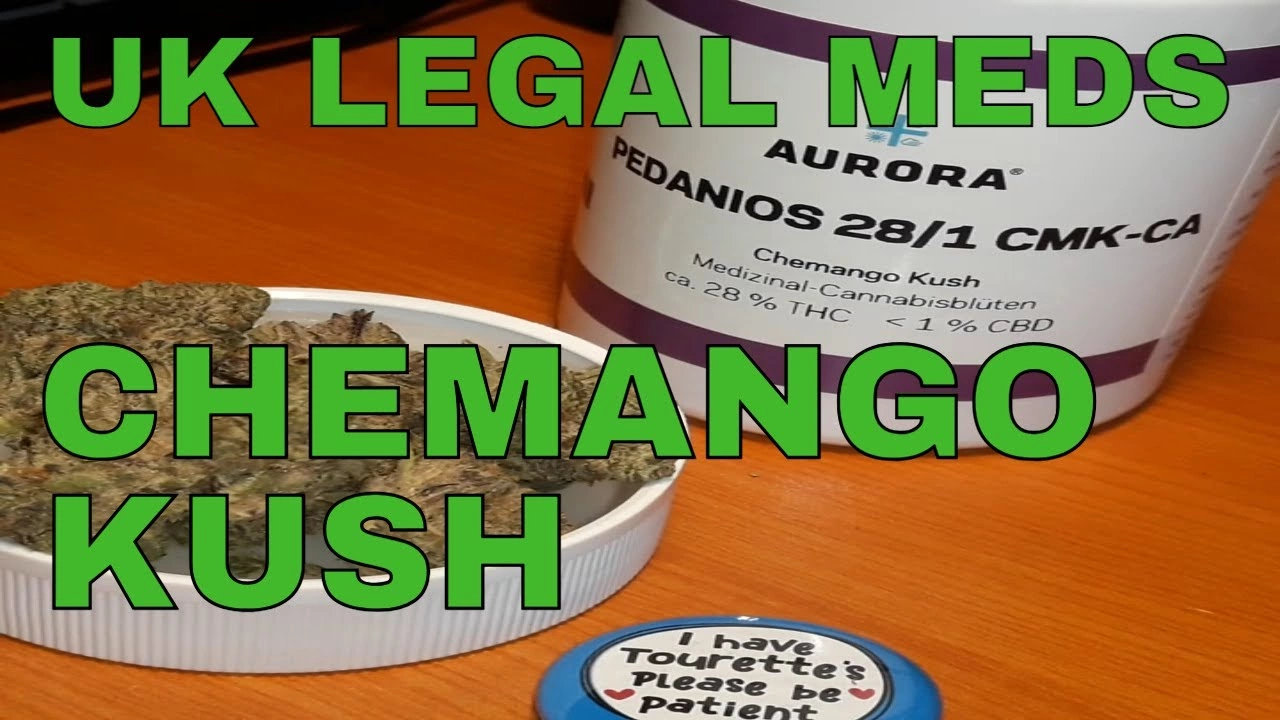 UK LEGAL MEDS
AURORA®
PEDANIOS 28/1 CMK-CA
Chemango Kush
Medizinal-Cannabisblüten
ca. 28 % THC < 1 % CBD
CHEMANGO
KUSH
I have
Tourette's
Please be
patient